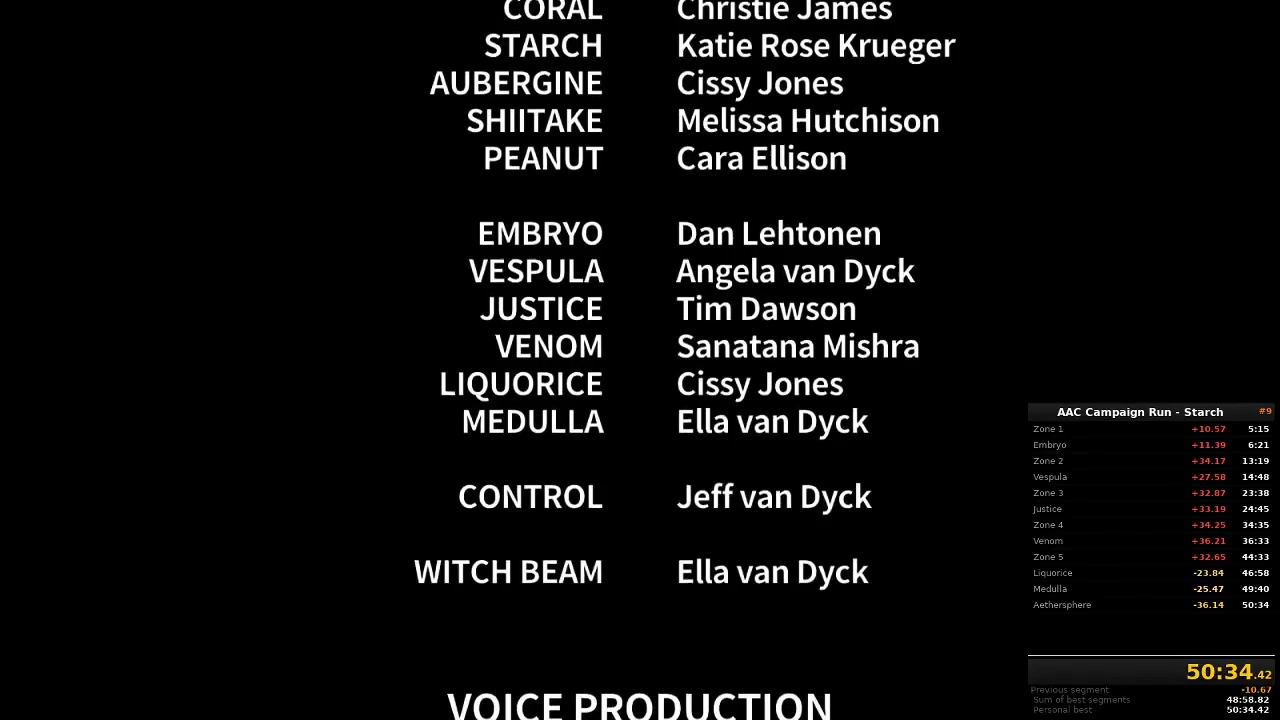 CORAL Christie James
STARCH Katie Rose Krueger
AUBERGINE Cissy Jones
SHIITAKE Melissa Hutchison
PEANUT Cara Ellison
EMBRYO Dan Lehtonen
VESPULA Angela van Dyck
JUSTICE Tim Dawson
VENOM Sanatana Mishra
LIQUORICE Cissy Jones
MEDULLA Ella van Dyck
CONTROL Jeff van Dyck
WITCH BEAM Ella van Dyck
VOICE PRODUCTION
AAC Campaign Run - Starch #9
Zone 1 +10.57 5:15
Embryo +11.39 6:21
Zone 2 +34.17 13:19
Vespula +27.58 14:48
Zone 3 +32.87 23:38
Justice +33.19 24:45
Zone 4 +34.25 34:35
Venom +36.21 36:33
Zone 5 +32.65 44:33
Liquorice -23.84 46:58
Medulla -25.47 49:40
Aethersphere -36.14 50:34
50:34.42
Previous segment -10.67
Sum of best segments 48:58.82
Personal best 50:34.42